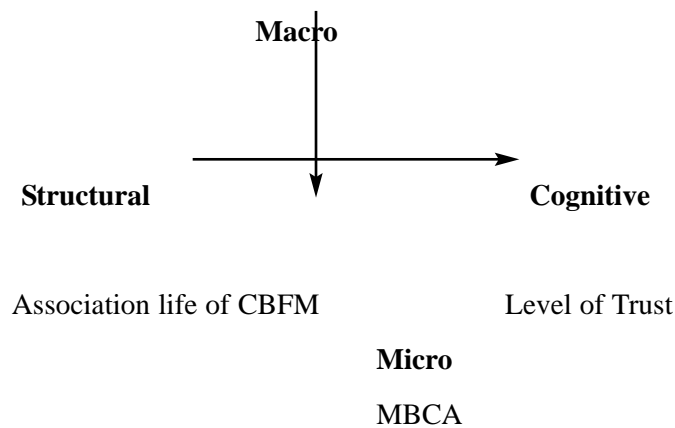 Macro
Structural Cognitive
Association life of CBFM Level of Trust
Micro
MBCA